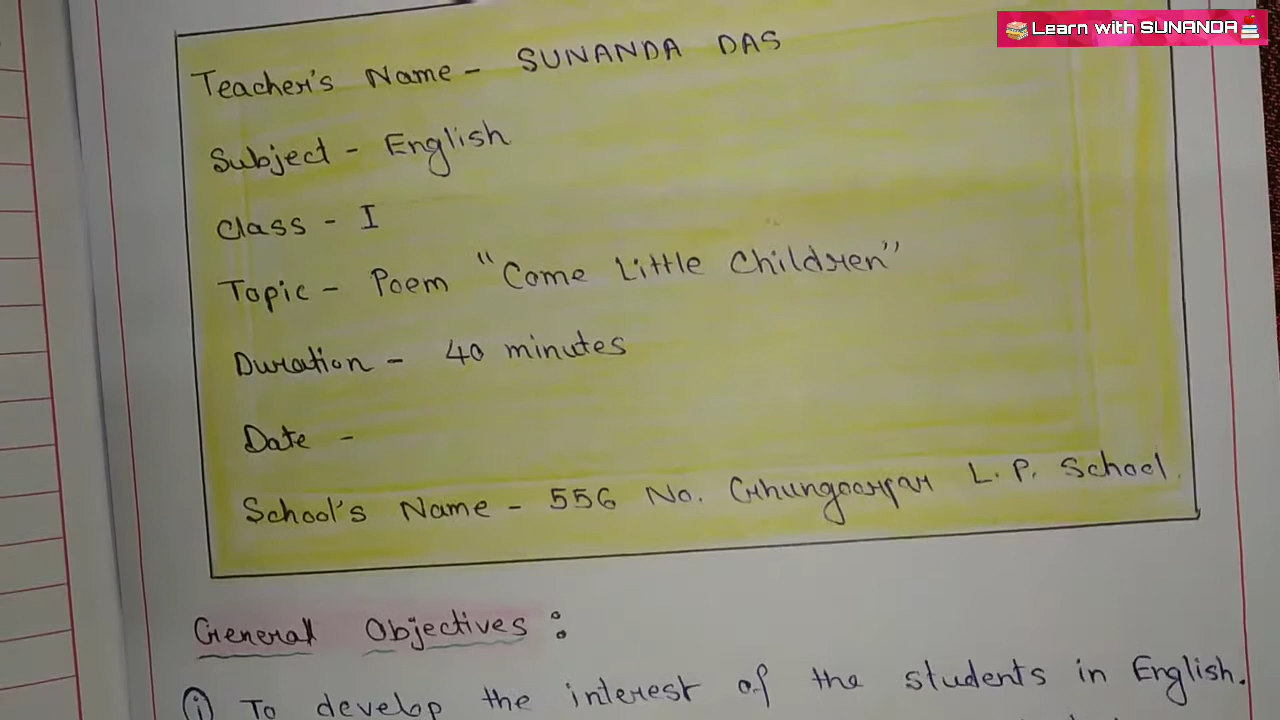 Learn with SUNANDA
Teacher's Name - SUNANDA DAS
Subject - English
Class - I
Topic - Poem "Come Little Children"
Duration - 40 minutes
Date -
School's Name - 556 No. L. P. School.
General Objectives :
(i) To develop the interest of the students in English.